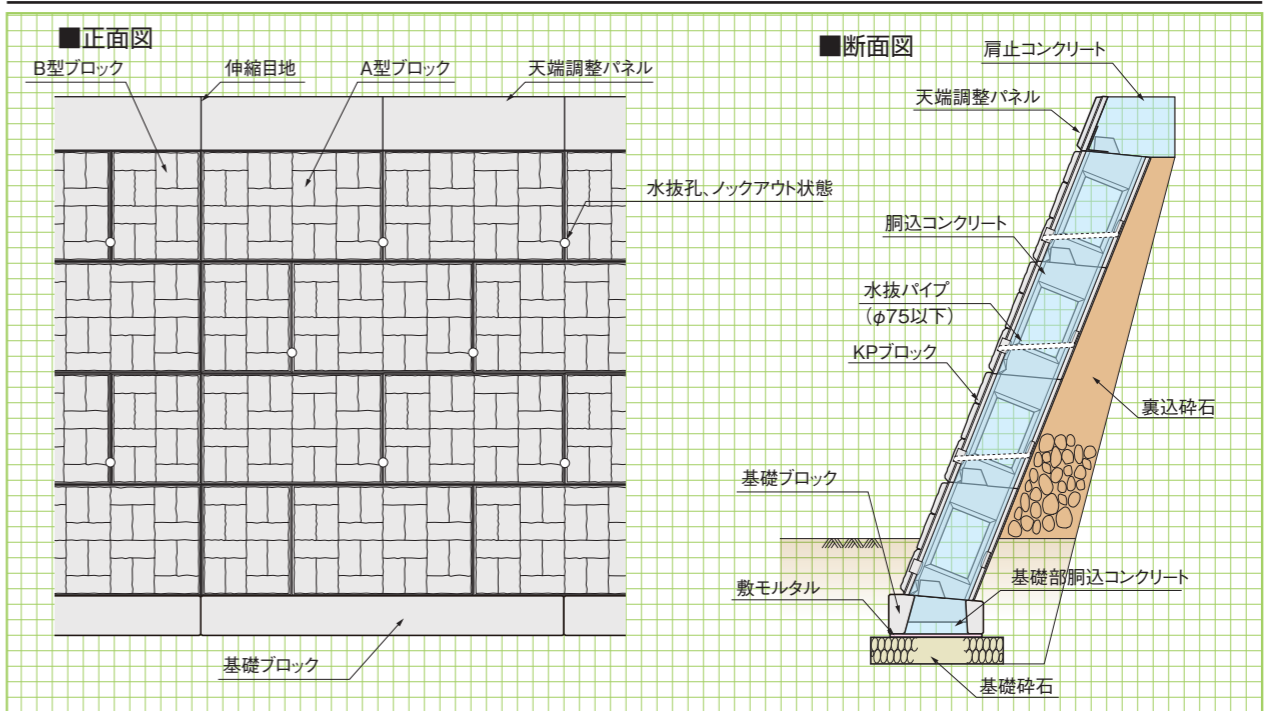 ■正面図
B型ブロック
伸縮目地
A型ブロック
天端調整パネル
水抜孔、ノックアウト状態
基礎ブロック
■断面図
肩止コンクリート
天端調整パネル
胴込コンクリート
水抜パイプ
（φ75以下）
KPブロック
裏込砕石
基礎ブロック
基礎部胴込コンクリート
敷モルタル
基礎砕石